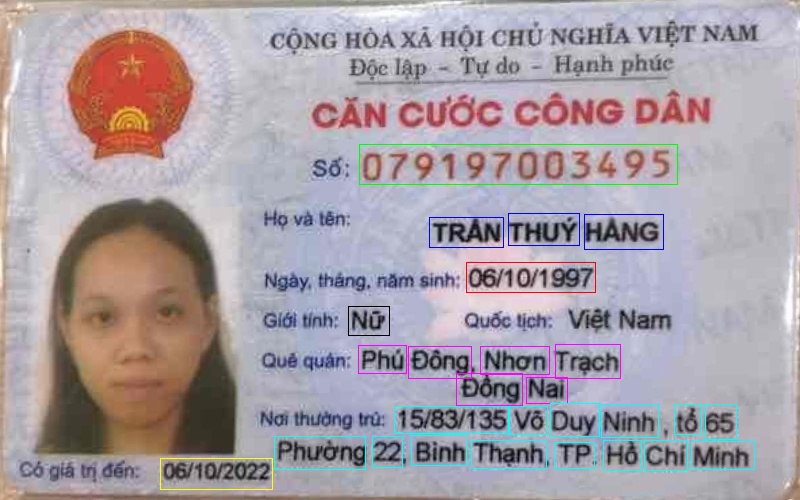 CỘNG HÒA XÃ HỘI CHỦ NGHĨA VIỆT NAM
Độc lập - Tự do - Hạnh phúc
CĂN CƯỚC CÔNG DÂN
Số: 079197003495
Họ và tên:
TRẦN THUÝ HẰNG
Ngày, tháng, năm sinh: 06/10/1997
Giới tính: Nữ Quốc tịch: Việt Nam
Quê quán: Phú Đông, Nhơn Trạch
Đồng Nai
Nơi thường trú: 15/83/135 Võ Duy Ninh, tổ 65
Phường 22, Bình Thạnh, TP. Hồ Chí Minh
Có giá trị đến: 06/10/2022